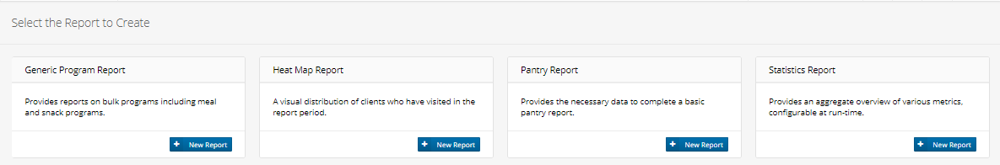 Select the Report to Create
Generic Program Report
Provides reports on bulk programs including meal
and snack programs.
+ New Report
Heat Map Report
A visual distribution of clients who have visited in the
report period.
+ New Report
Pantry Report
Provides the necessary data to complete a basic
pantry report.
+ New Report
Statistics Report
Provides an aggregate overview of various metrics,
configurable at run-time.
+ New Report